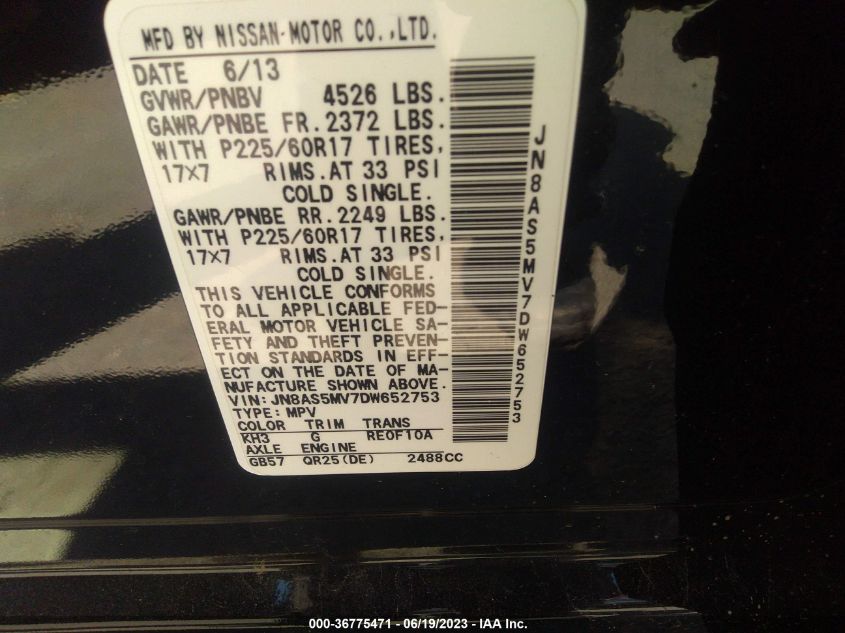 MFD BY NISSAN MOTOR CO.,LTD.
DATE 6/13
GVWR/PNBV 4526 LBS.
GAWR/PNBE FR. 2372 LBS.
WITH P225/60R17 TIRES,
17x7 RIMS.AT 33 PSI
COLD SINGLE.
GAWR/PNBE RR. 2249 LBS.
WITH P225/60R17 TIRES,
17x7 RIMS.AT 33 PSI
COLD SINGLE.
THIS VEHICLE CONFORMS
TO ALL APPLICABLE FED-
ERAL MOTOR VEHICLE SA-
FETY AND THEFT PREVEN-
TION STANDARDS IN EFF-
ECT ON THE DATE OF MA-
NUFACTURE SHOWN ABOVE.
VIN: JN8AS5MV7DW652753
TYPE: MPV
COLOR TRIM TRANS
KH3 G RE0F10A
AXLE ENGINE
GB57 QR25(DE) 2488CC
JN8AS5MV7DW652753
000-36775471 - 06/19/2023 - IAA Inc.